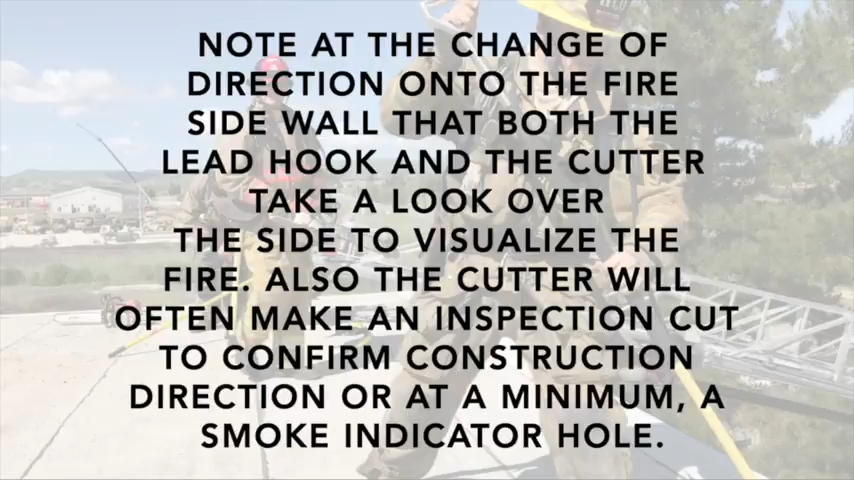 NOTE AT THE CHANGE OF
DIRECTION ONTO THE FIRE
SIDE WALL THAT BOTH THE
LEAD HOOK AND THE CUTTER
TAKE A LOOK OVER
THE SIDE TO VISUALIZE THE
FIRE. ALSO THE CUTTER WILL
OFTEN MAKE AN INSPECTION CUT
TO CONFIRM CONSTRUCTION
DIRECTION OR AT A MINIMUM, A
SMOKE INDICATOR HOLE.